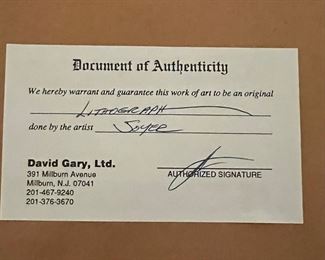 Document of Authenticity
We hereby warrant and guarantee this work of art to be an original
LITHOGRAPH
done by the artist SOYER
David Gary, Ltd.
391 Millburn Avenue
Millburn, N.J. 07041
201-467-9240
201-376-3670
AUTHORIZED SIGNATURE